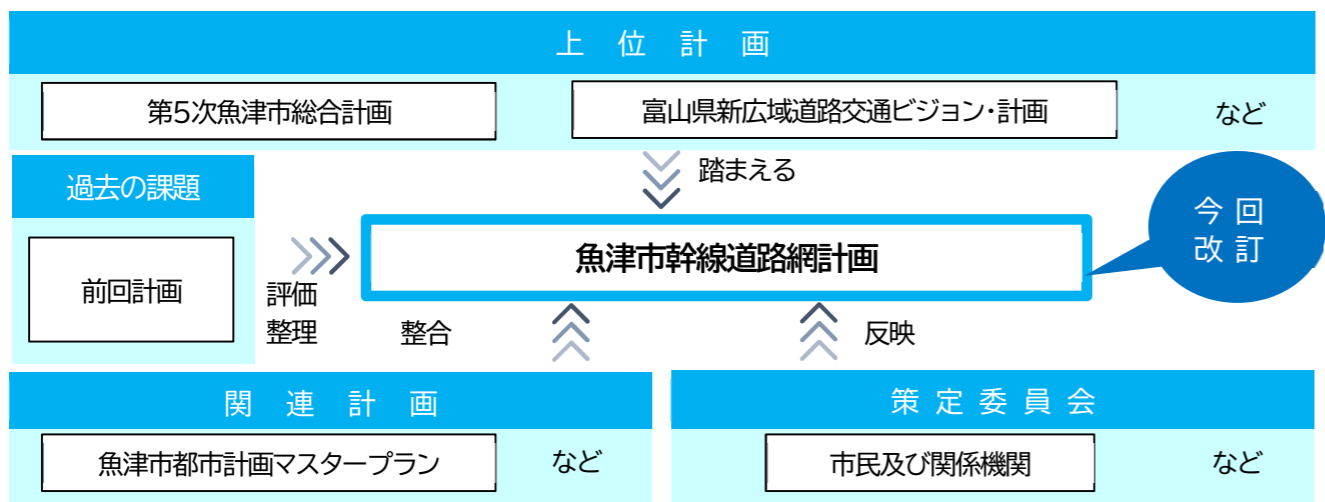 上位計画
第5次魚津市総合計画
富山県新広域道路交通ビジョン・計画
など
踏まえる
過去の課題
前回計画
評価
整理
魚津市幹線道路網計画
今回
改訂
整合
反映
関連計画
魚津市都市計画マスタープラン
など
策定委員会
市民及び関係機関
など